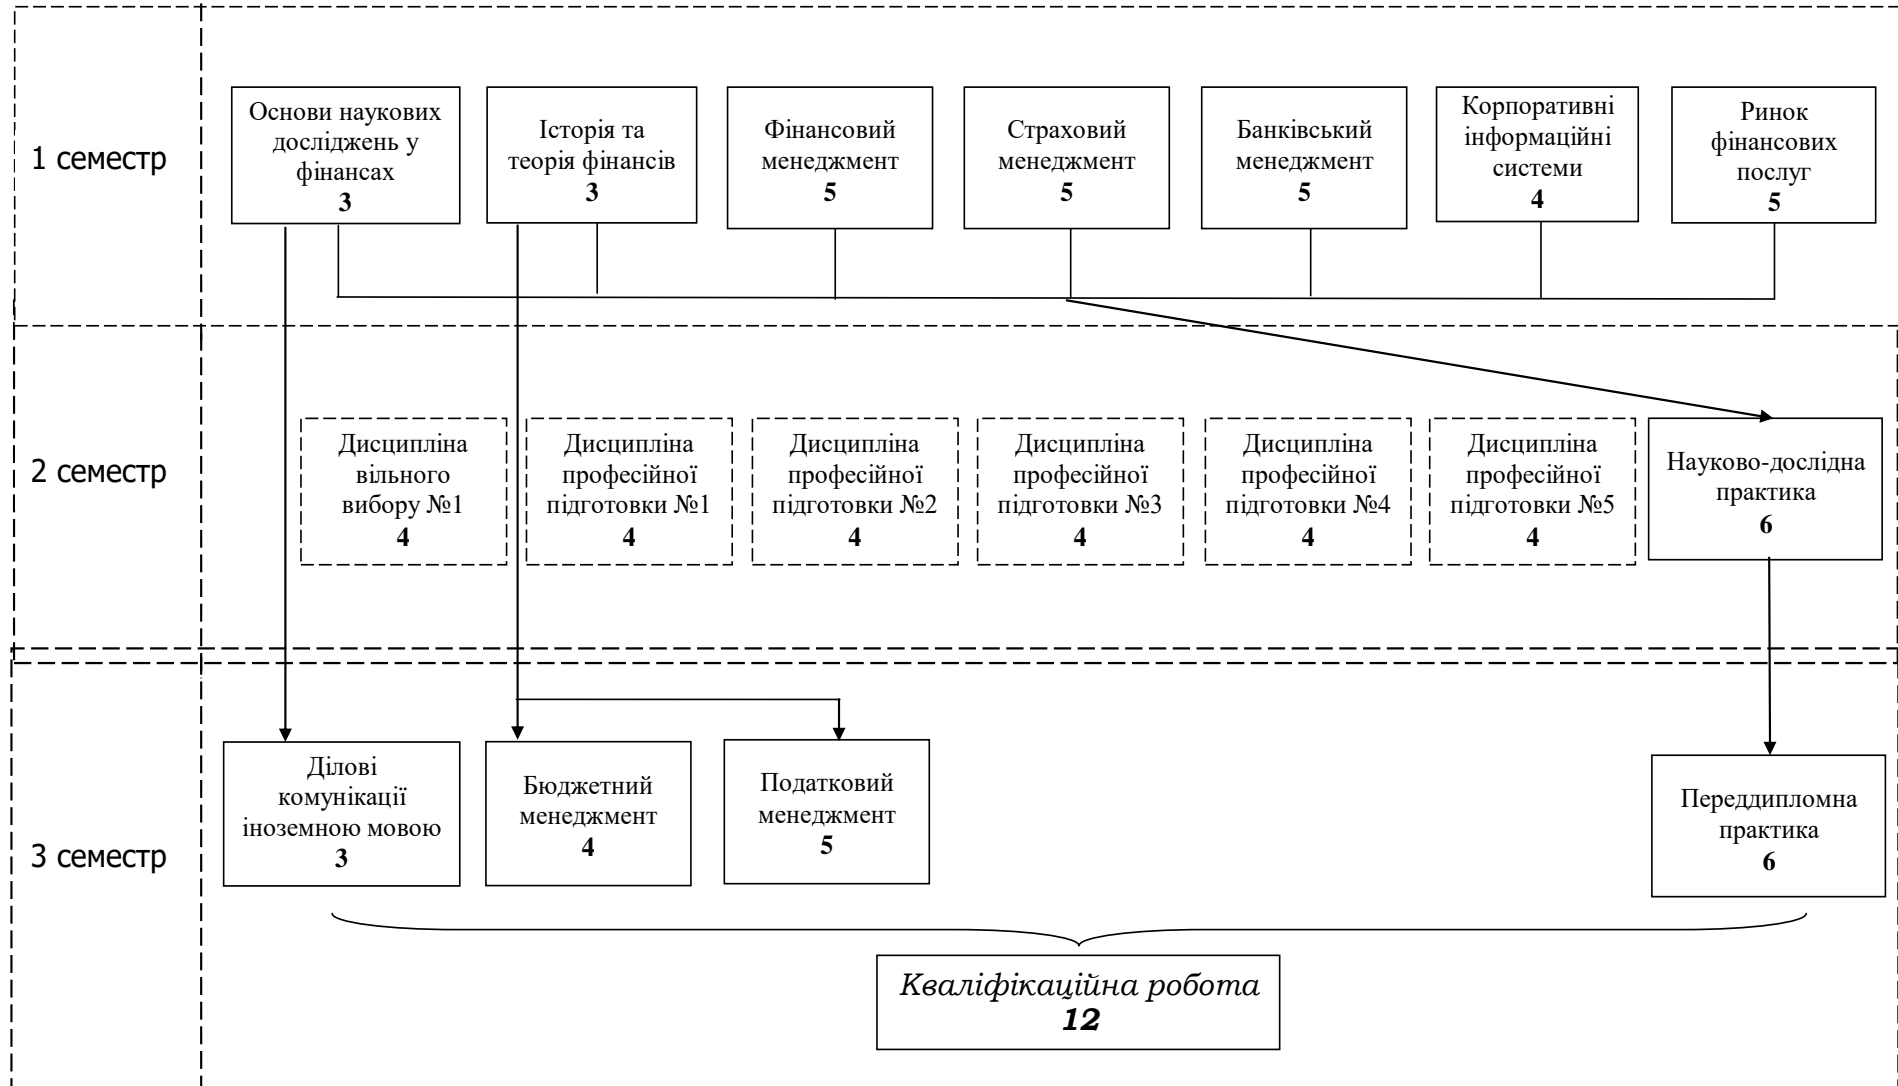 1 семестр
Основи наукових
досліджень у
фінансах
3
Історія та
теорія фінансів
3
Фінансовий
менеджмент
5
Страховий
менеджмент
5
Банківський
менеджмент
5
Корпоративні
інформаційні
системи
4
Ринок
фінансових
послуг
5
2 семестр
Дисципліна
вільного
вибору №1
4
Дисципліна
професійної
підготовки №1
4
Дисципліна
професійної
підготовки №2
4
Дисципліна
професійної
підготовки №3
4
Дисципліна
професійної
підготовки №4
4
Дисципліна
професійної
підготовки №5
4
Науково-дослідна
практика
6
3 семестр
Ділові
комунікації
іноземною мовою
3
Бюджетний
менеджмент
4
Податковий
менеджмент
5
Переддипломна
практика
6
Кваліфікаційна робота
12